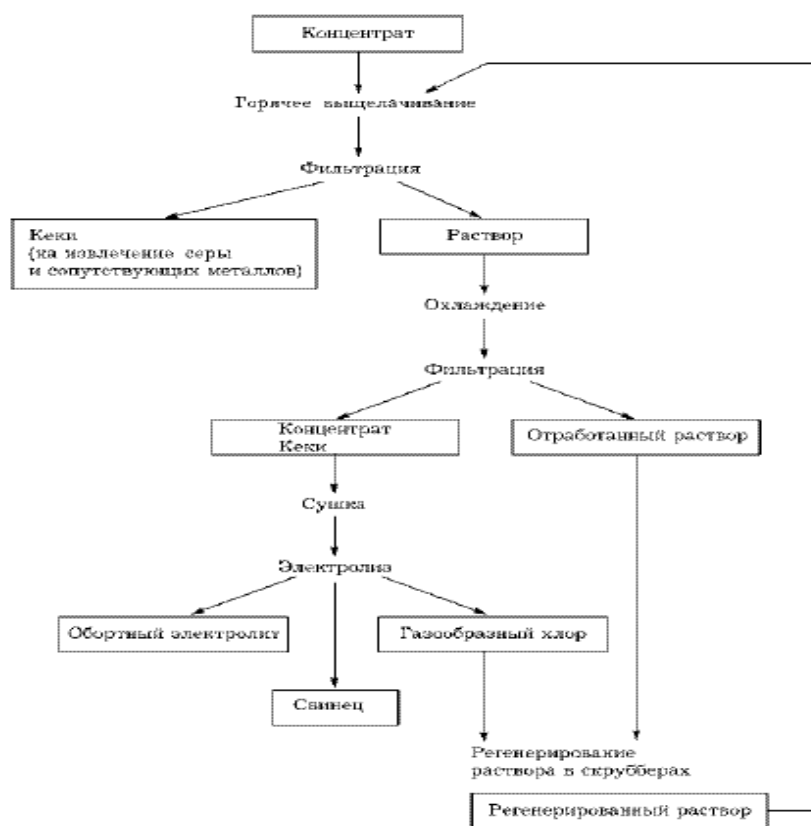 Концентрат
Горячее выщелачивание
Фильтрация
Кеки
(на извлечение серы
и сопутствующих металлов)
Раствор
Охлаждение
Фильтрация
Концентрат
Кеки
Отработанный раствор
Сушка
Электролиз
Обортный электролит
Газообразный хлор
Свинец
Регенерирование
раствора в скрубберах
Регенерированный раствор